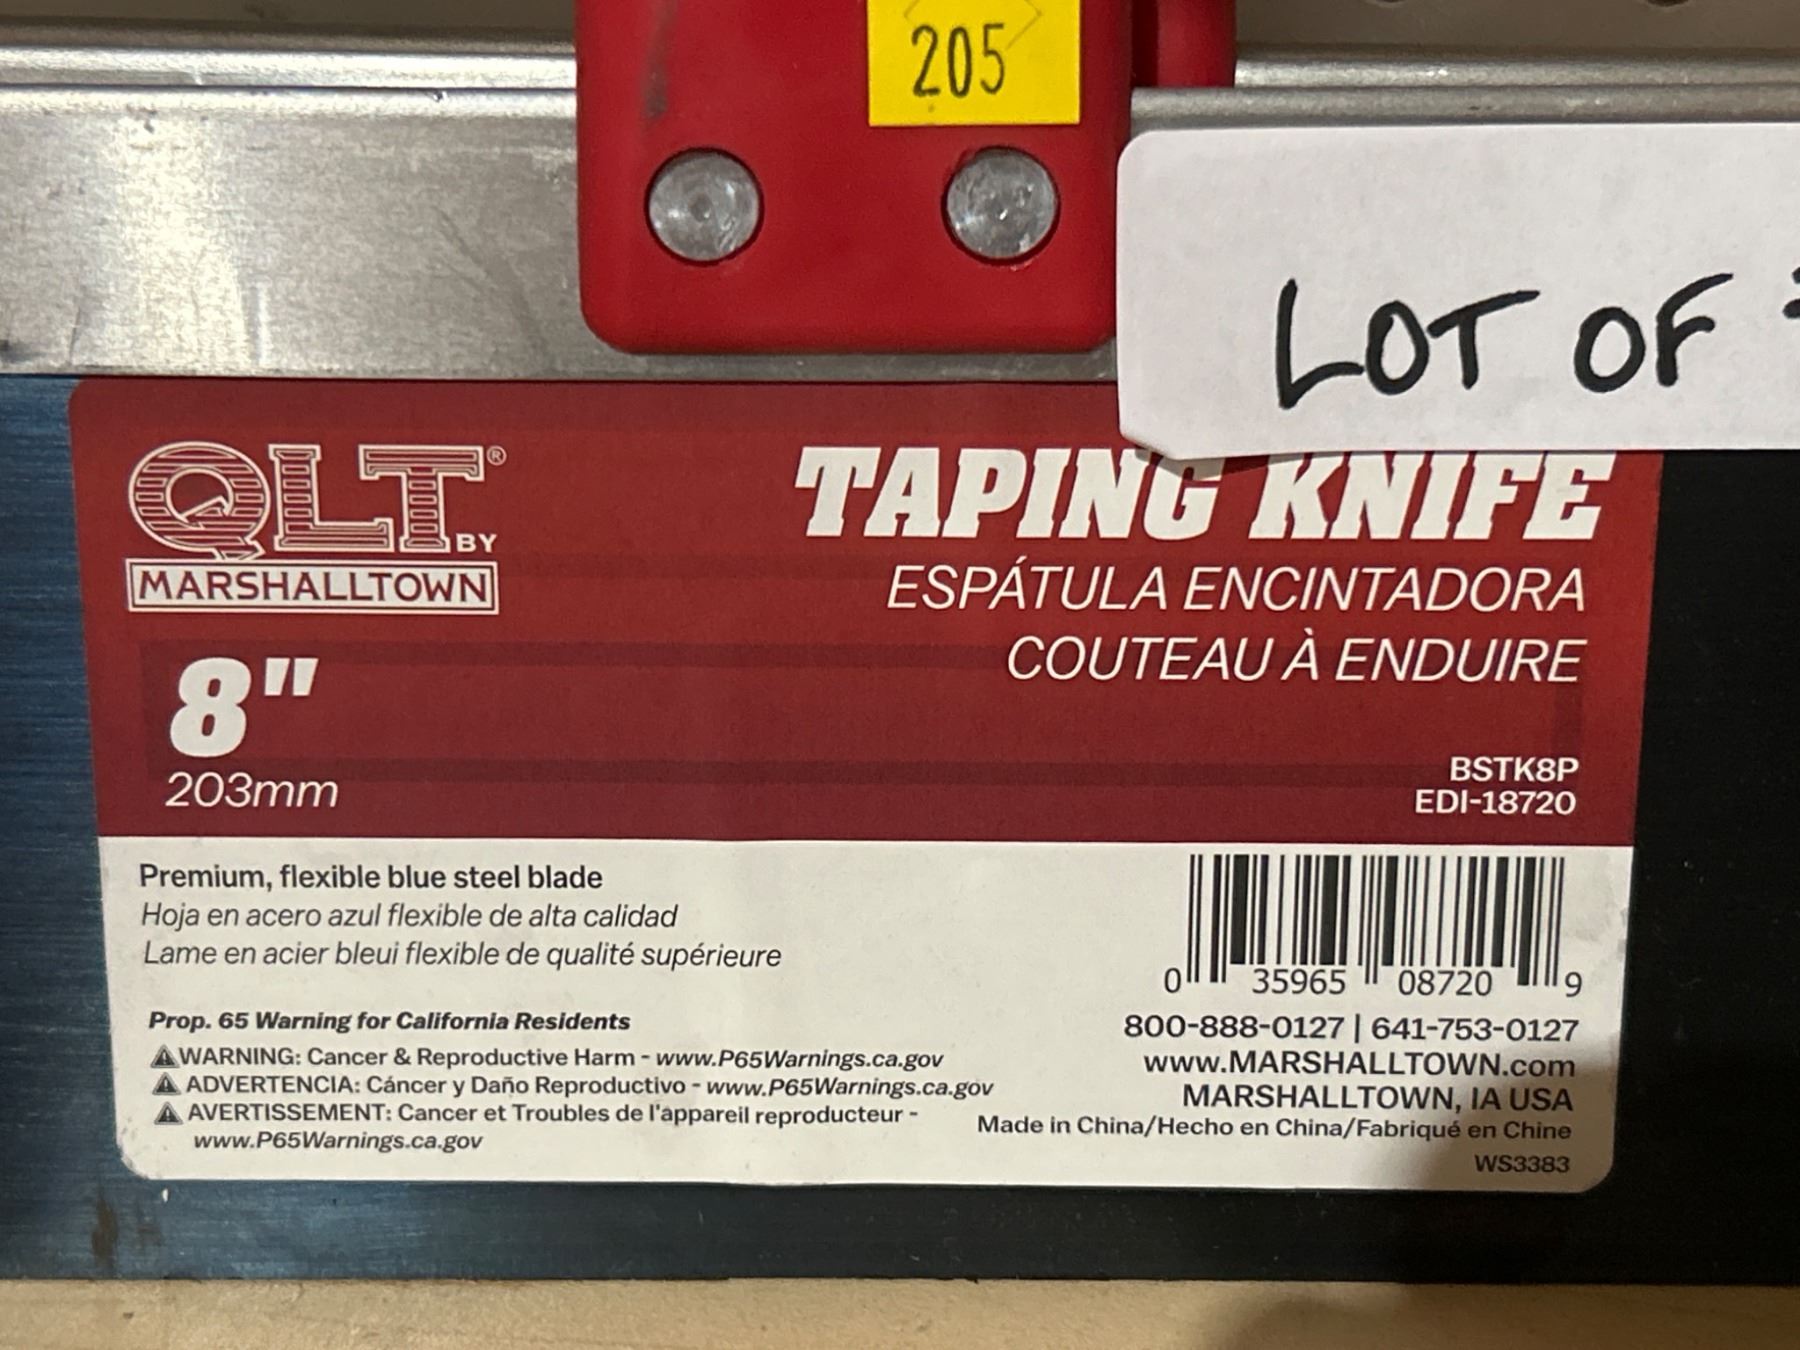 205
LOT OF
QLT® BY
MARSHALLTOWN
TAPING KNIFE
ESPÁTULA ENCINTADORA
COUTEAU À ENDUIRE
8"
203mm
BSTK8P
EDI-18720
Premium, flexible blue steel blade
Hoja en acero azul flexible de alta calidad
Lame en acier bleui flexible de qualité supérieure
Prop. 65 Warning for California Residents
⚠WARNING: Cancer & Reproductive Harm - www.P65Warnings.ca.gov
⚠ ADVERTENCIA: Cáncer y Daño Reproductivo - www.P65Warnings.ca.gov
⚠ AVERTISSEMENT: Cancer et Troubles de l'appareil reproducteur -
www.P65Warnings.ca.gov
0 35965 08720 9
800-888-0127 | 641-753-0127
www.MARSHALLTOWN.com
MARSHALLTOWN, IA USA
Made in China/Hecho en China/Fabriqué en Chine
WS3383